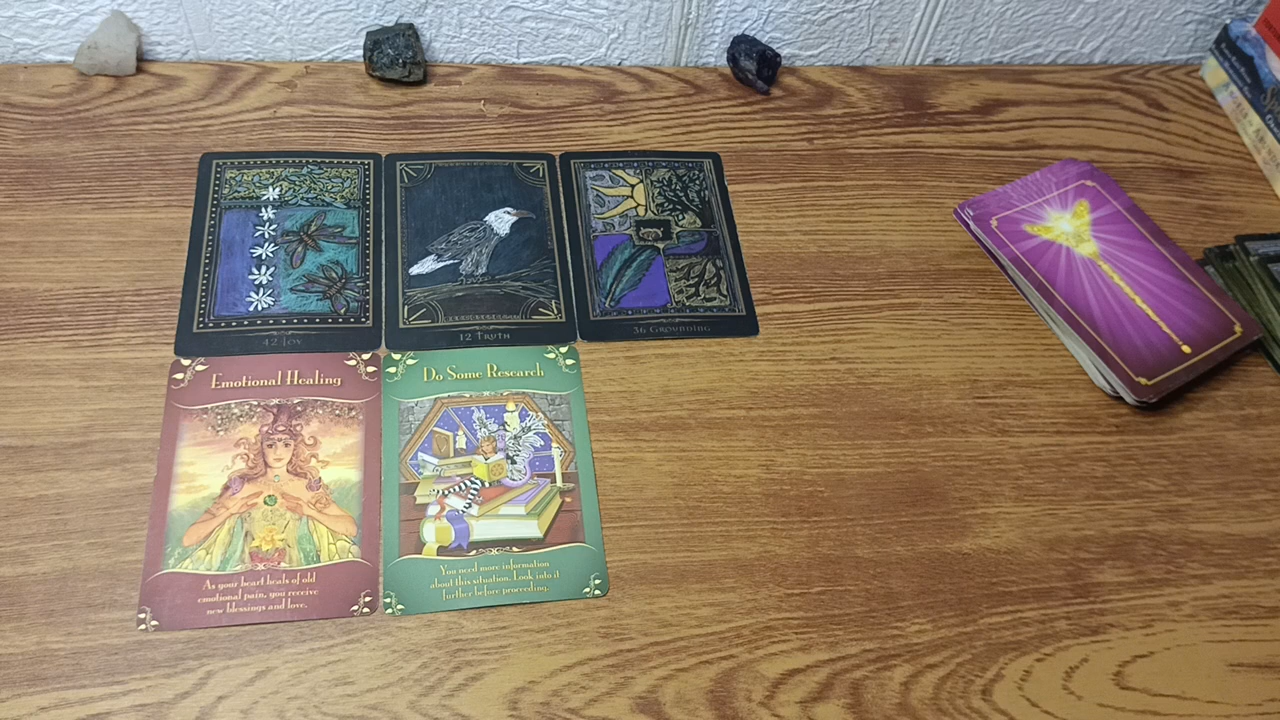 42 Joy
12 Truth
36 Grounding
Emotional Healing
As your heart heals of old
emotional pain, you receive
new blessings and love.
Do Some Research
You need more information
about this situation. Look into it
further before proceeding.